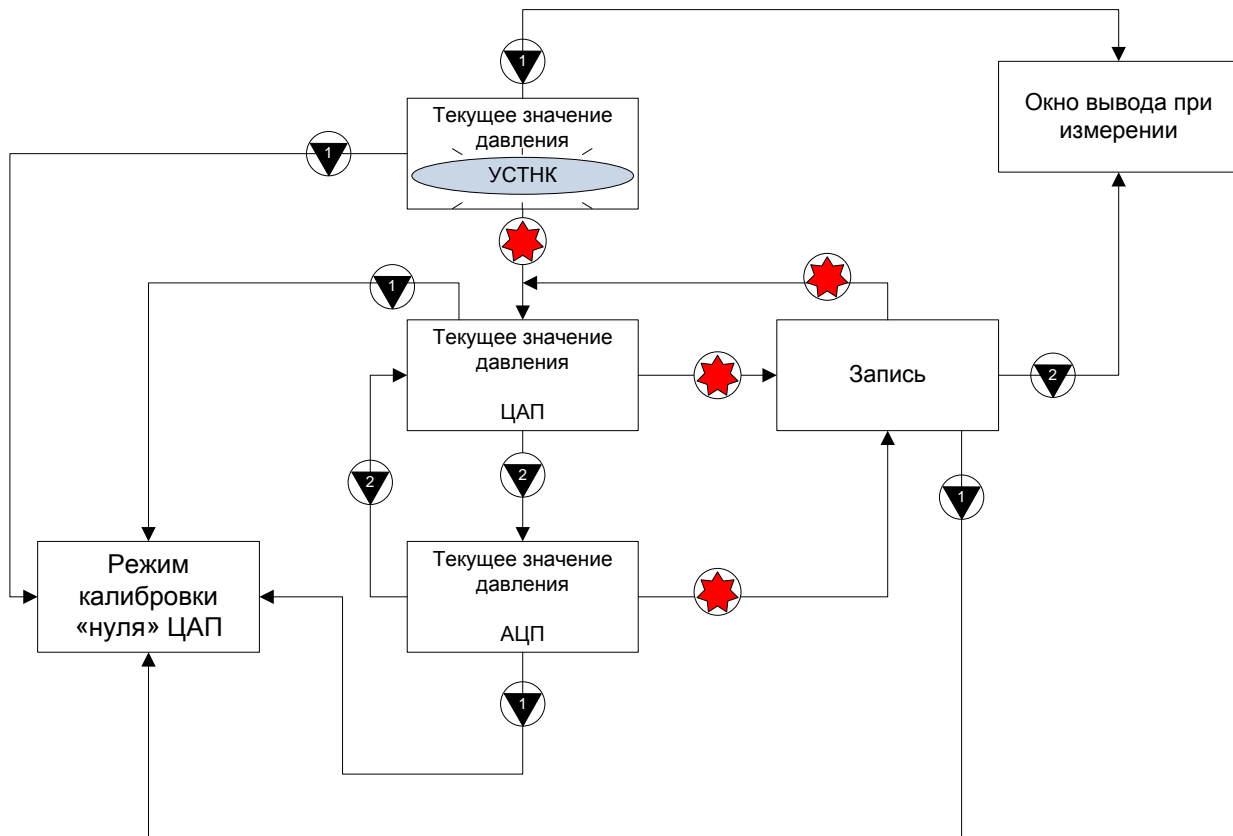 1
Окно вывода при
измерении
Текущее значение
давления
1
УСТНК
1
Текущее значение
давления
ЦАП
Запись
2
2
2
1
Режим
калибровки
«нуля» ЦАП
Текущее значение
давления
АЦП
1